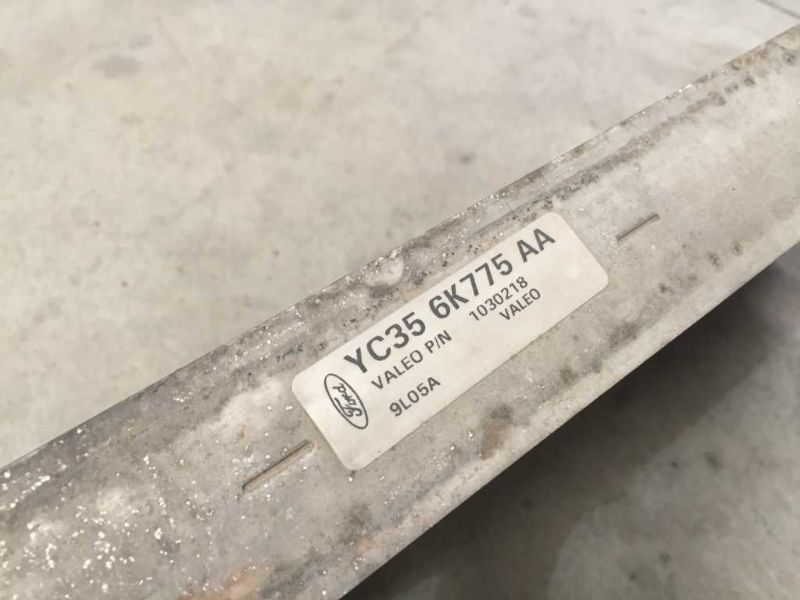 YC35 6K775 AA
VALEO P/N 1030218
VALEO
Ford 9L05A